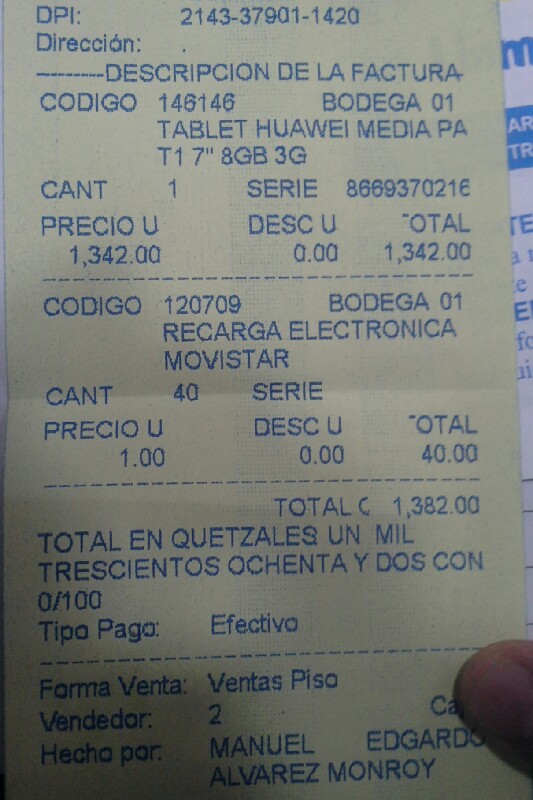 DPI: 2143-37901-1420
Dirección: .
--------DESCRIPCION DE LA FACTURA-
CODIGO 146146 BODEGA 01
TABLET HUAWEI MEDIA PA
T1 7" 8GB 3G
CANT 1 SERIE 8669370216
PRECIO U DESC U OTAL
1,342.00 0.00 1,342.00
CODIGO 120709 BODEGA 01
RECARGA ELECTRONICA
MOVISTAR
CANT 40 SERIE
PRECIO U DESC U OTAL
1.00 0.00 40.00
TOTAL 1,382.00
TOTAL EN QUETZALES UN MIL
TRESCIENTOS OCHENTA Y DOS CON
0/100
Tipo Pago: Efectivo
Forma Venta: Ventas Piso
Vendedor: 2 Ca
Hecho por: MANUEL EDGARDO
ALVAREZ MONROY